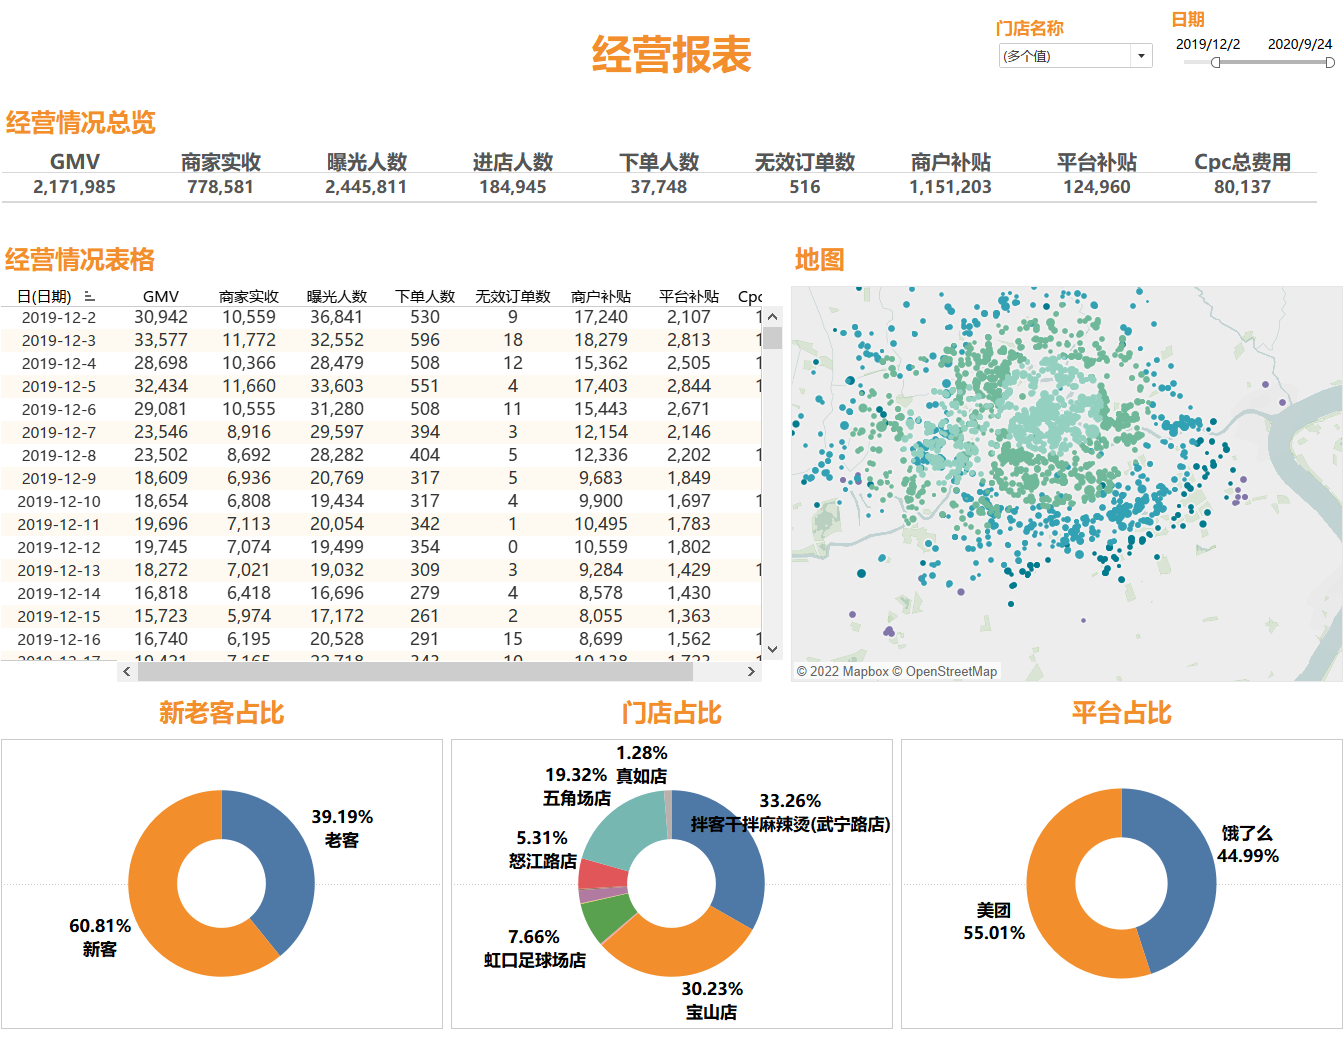 经营报表
门店名称
(多个值)
日期
2019/12/2 2020/9/24
经营情况总览
GMV 商家实收 曝光人数 进店人数 下单人数 无效订单数 商户补贴 平台补贴 Cpc总费用
2,171,985 778,581 2,445,811 184,945 37,748 516 1,151,203 124,960 80,137
经营情况表格
日(日期) GMV 商家实收 曝光人数 下单人数 无效订单数 商户补贴 平台补贴 Cpc
2019-12-2 30,942 10,559 36,841 530 9 17,240 2,107 1
2019-12-3 33,577 11,772 32,552 596 18 18,279 2,813 1
2019-12-4 28,698 10,366 28,479 508 12 15,362 2,505 1
2019-12-5 32,434 11,660 33,603 551 4 17,403 2,844 1
2019-12-6 29,081 10,555 31,280 508 11 15,443 2,671
2019-12-7 23,546 8,916 29,597 394 3 12,154 2,146
2019-12-8 23,502 8,692 28,282 404 5 12,336 2,202 1
2019-12-9 18,609 6,936 20,769 317 5 9,683 1,849
2019-12-10 18,654 6,808 19,434 317 4 9,900 1,697 1
2019-12-11 19,696 7,113 20,054 342 1 10,495 1,783
2019-12-12 19,745 7,074 19,499 354 0 10,559 1,802
2019-12-13 18,272 7,021 19,032 309 3 9,284 1,429 1
2019-12-14 16,818 6,418 16,696 279 4 8,578 1,430
2019-12-15 15,723 5,974 17,172 261 2 8,055 1,363
2019-12-16 16,740 6,195 20,528 291 15 8,699 1,562 1
地图
© 2022 Mapbox © OpenStreetMap
新老客占比
39.19%
老客
60.81%
新客
门店占比
1.28%
真如店
19.32%
五角场店
33.26%
拌客干拌麻辣烫(武宁路店)
5.31%
怒江路店
7.66%
虹口足球场店
30.23%
宝山店
平台占比
饿了么
44.99%
美团
55.01%